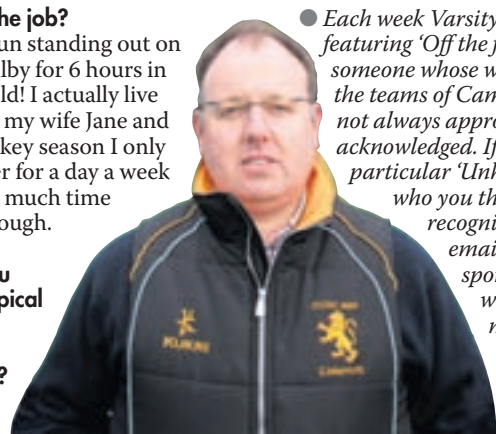 he job?
un standing out on
lby for 6 hours in
ld! I actually live
my wife Jane and
key season I only
r for a day a week
much time
ough.
u
pical
?
● Each week Varsity
featuring ‘Off the f
someone whose w
the teams of Cam
not always appro
acknowledged. If
particular ‘Unh
who you th
recogni
emai
spor
w
n